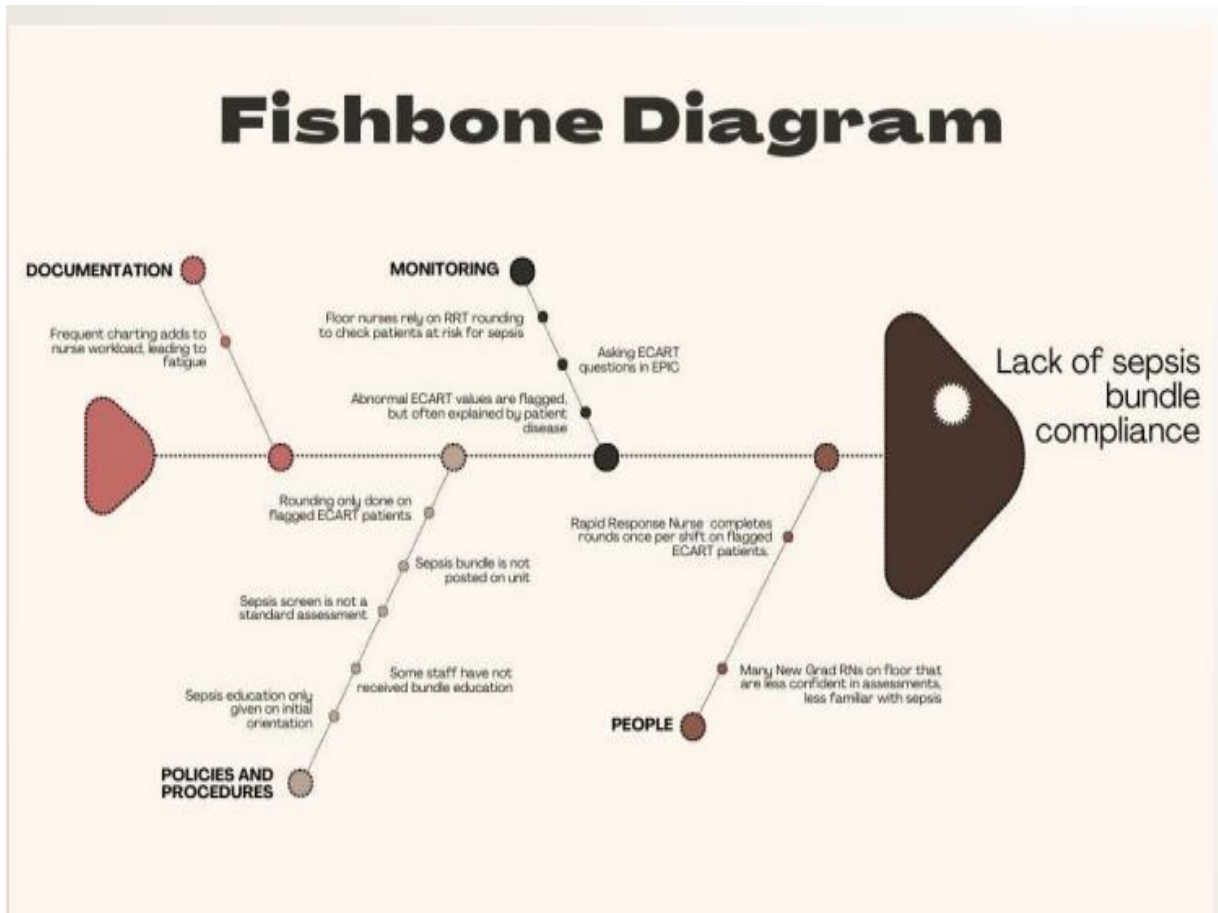 Fishbone Diagram
DOCUMENTATION
Frequent charting adds to
nurse workload, leading to
fatigue
MONITORING
Floor nurses rely on RRT rounding
to check patients at risk for sepsis
Asking ECART
questions in EPIC
Abnormal ECART values are flagged,
but often explained by patient
disease
Lack of sepsis
bundle
compliance
Rounding only done on
flagged ECART patients
Sepsis bundle is not
posted on unit
Sepsis screen is not a
standard assessment
Some staff have not
received bundle education
Sepsis education only
given on initial
orientation
POLICIES AND
PROCEDURES
Rapid Response Nurse completes
rounds once per shift on flagged
ECART patients.
Many New Grad RNs on floor that
are less confident in assessments,
less familiar with sepsis
PEOPLE